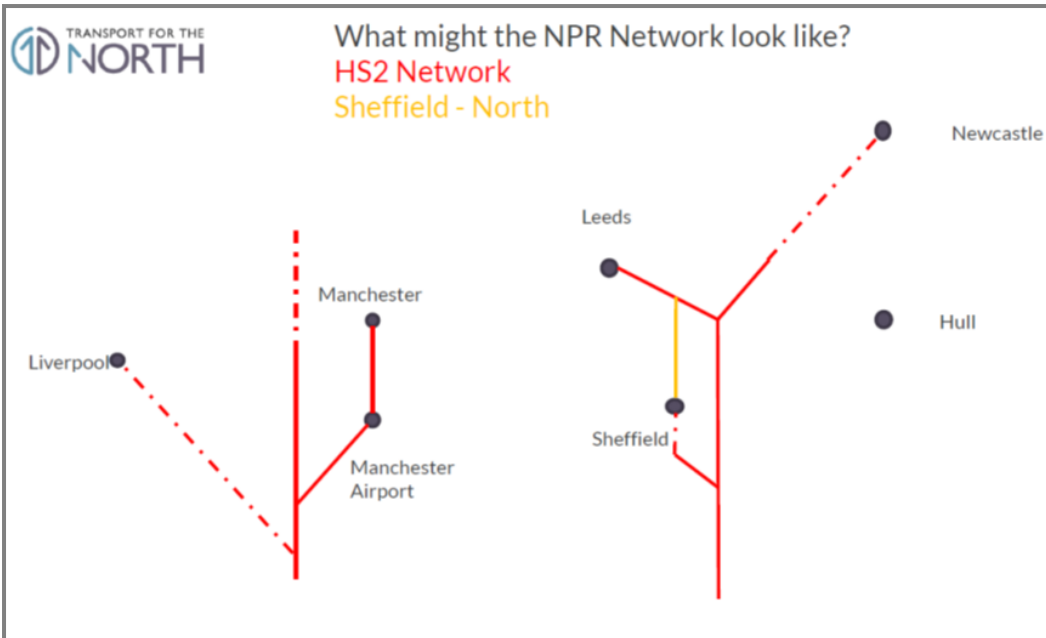 TRANSPORT FOR THE
NORTH
What might the NPR Network look like?
HS2 Network
Sheffield - North
Newcastle
Leeds
Manchester
Hull
Liverpool
Sheffield
Manchester
Airport